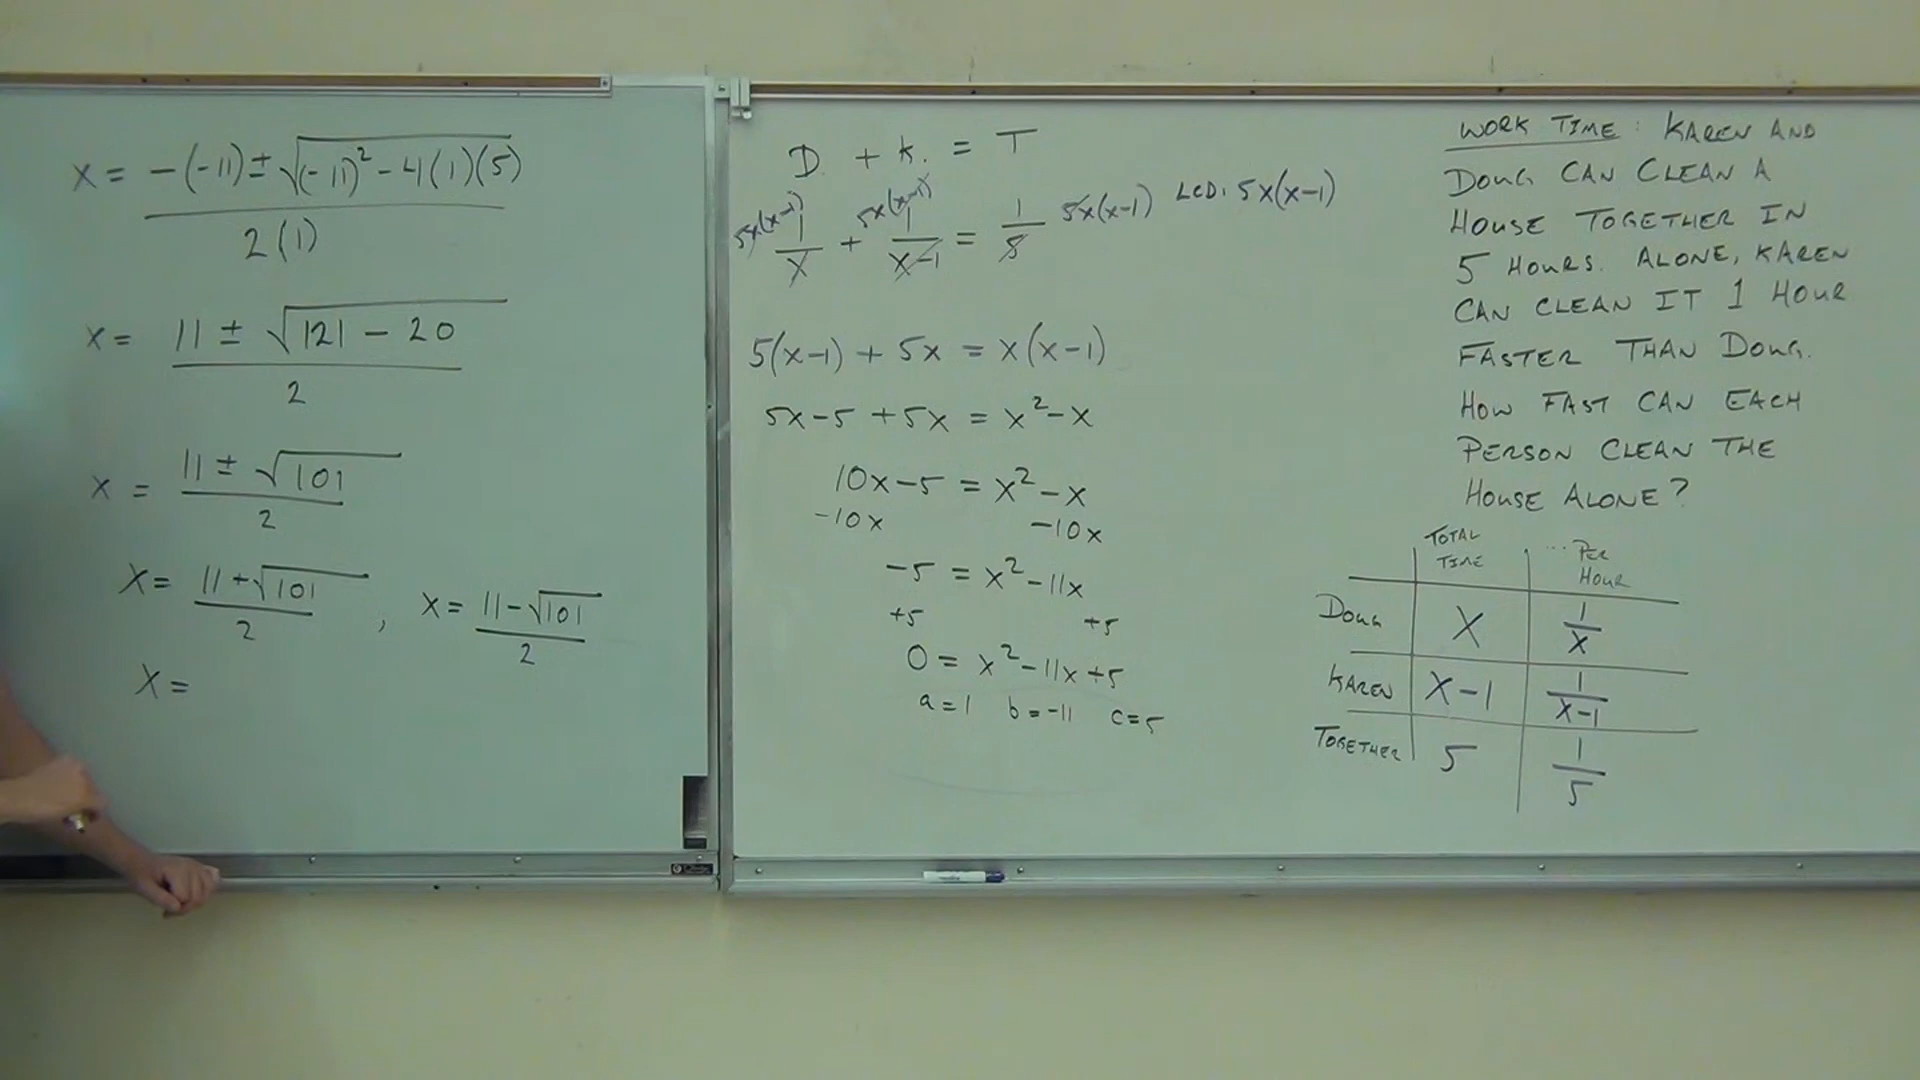 x = -(-11) ± √((-11)² - 4(1)(5))
2(1)
x = 11 ± √(121 - 20)
2
x = 11 ± √101
2
x = 11 + √101 , x = 11 - √101
2 2
x =
D + K. = T
5x(x-1) 1/x + 5x(x-1) 1/(x-1) = 1/5 5x(x-1) LCD: 5x(x-1)
5(x-1) + 5x = x(x-1)
5x - 5 + 5x = x² - x
10x - 5 = x² - x
-10x -10x
-5 = x² - 11x
+5 +5
0 = x² - 11x + 5
a = 1 b = -11 c = 5
WORK TIME: KAREN AND
DOUG CAN CLEAN A
HOUSE TOGETHER IN
5 HOURS. ALONE, KAREN
CAN CLEAN IT 1 HOUR
FASTER THAN DOUG.
HOW FAST CAN EACH
PERSON CLEAN THE
HOUSE ALONE?
TOTAL TIME ...PER HOUR
DOUG X 1/X
KAREN X-1 1/(X-1)
TOGETHER 5 1/5